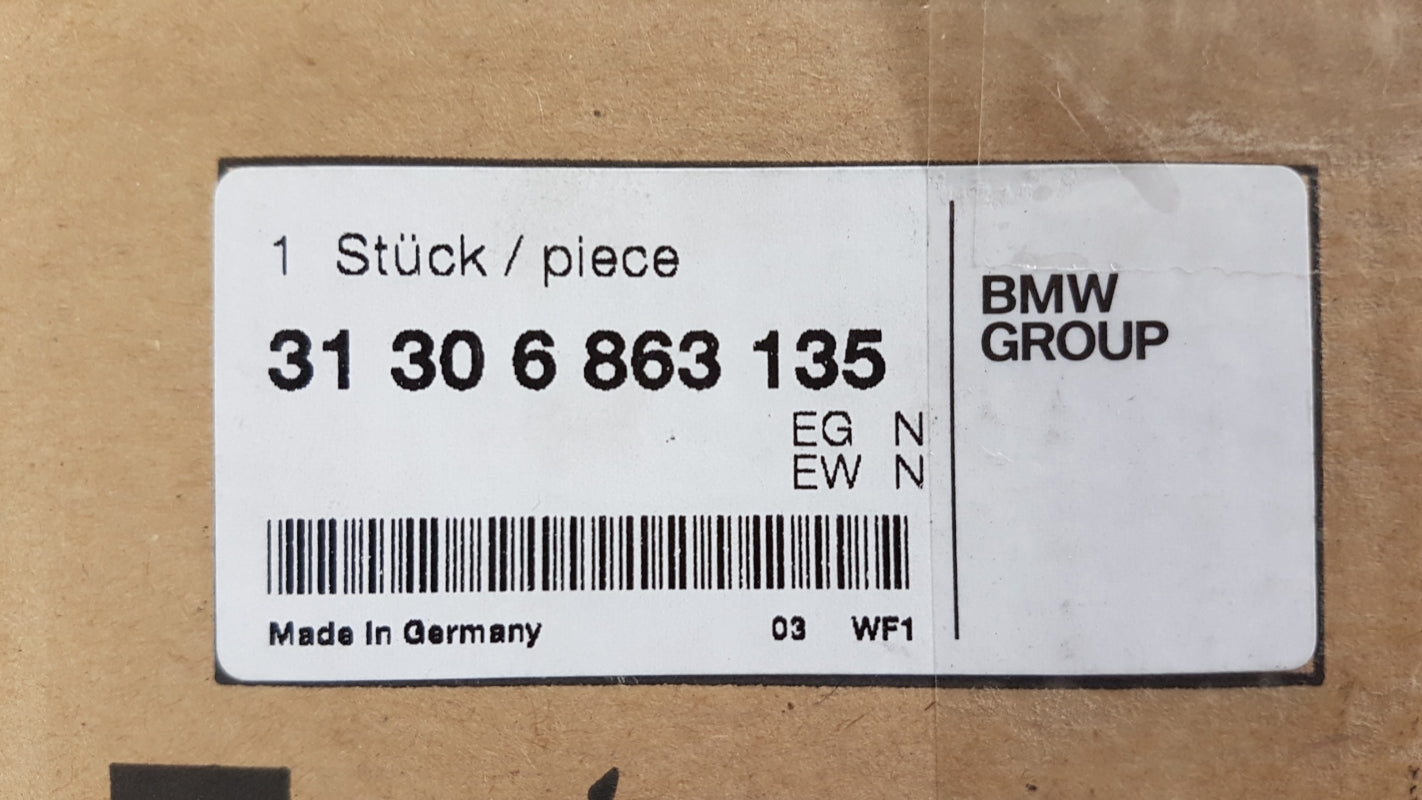 1 Stück / piece
31 30 6 863 135
EG N
EW N
Made In Germany 03 WF1
BMW
GROUP